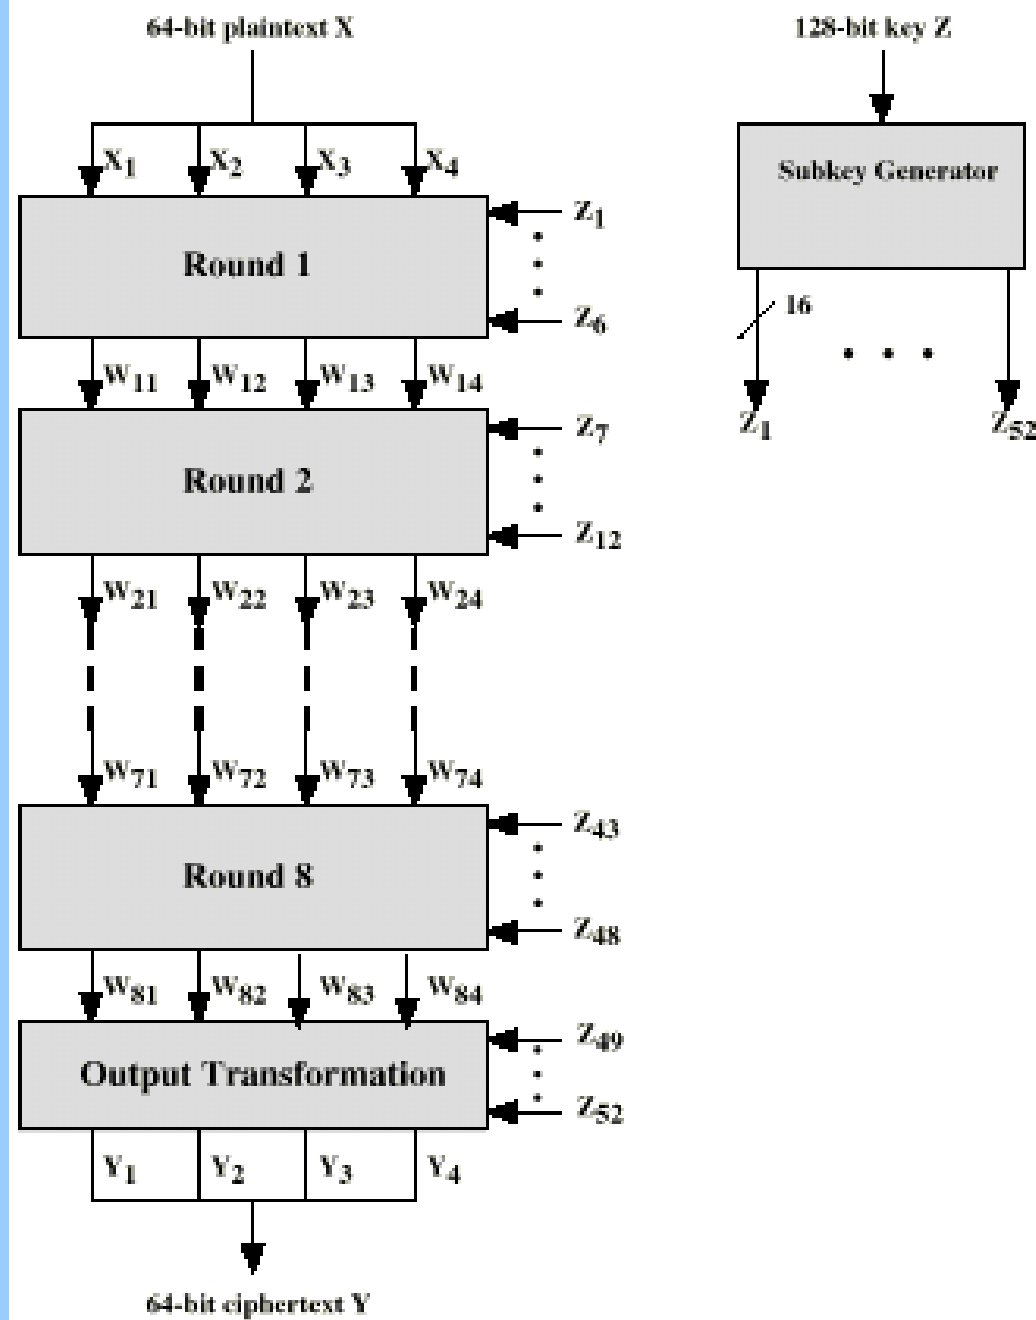 64-bit plaintext X
X1 X2 X3 X4
Round 1
Z1
Z6
W11 W12 W13 W14
Round 2
Z7
Z12
W21 W22 W23 W24
W71 W72 W73 W74
Round 8
Z43
Z48
W81 W82 W83 W84
Output Transformation
Z49
Z52
Y1 Y2 Y3 Y4
64-bit ciphertext Y
128-bit key Z
Subkey Generator
16
Z1
Z52